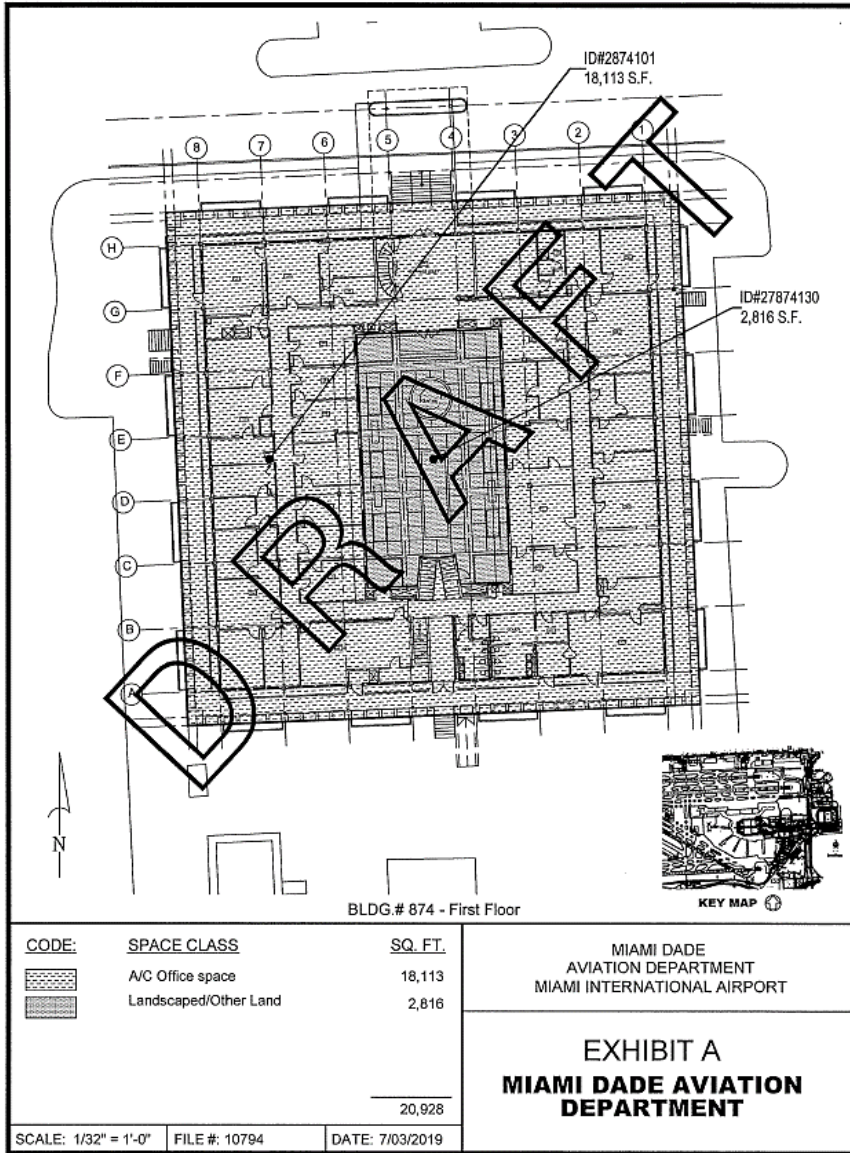 ID#2874101
18,113 S.F.
8 7 6 5 4 3 2 1
H
G
F
E
D
C
B
A
ID#27874130
2,816 S.F.
DRAFT
N
KEY MAP
BLDG.# 874 - First Floor
CODE: SPACE CLASS SQ. FT.
A/C Office space 18,113
Landscaped/Other Land 2,816
20,928
MIAMI DADE
AVIATION DEPARTMENT
MIAMI INTERNATIONAL AIRPORT
EXHIBIT A
MIAMI DADE AVIATION
DEPARTMENT
SCALE: 1/32" = 1'-0" FILE #: 10794 DATE: 7/03/2019